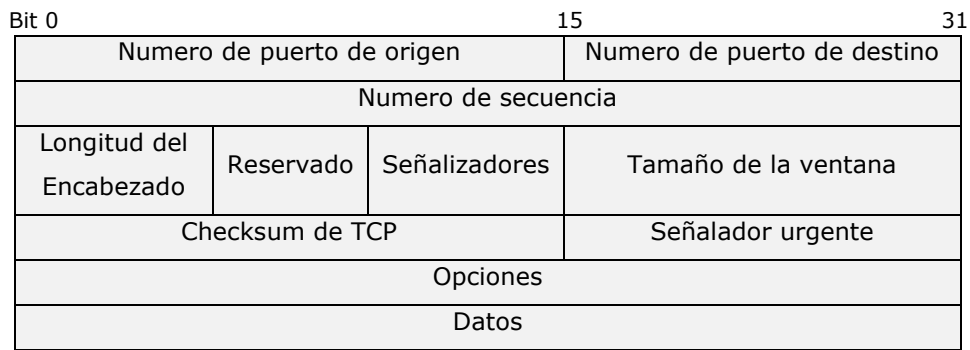 Bit 0 15 31
Numero de puerto de origen Numero de puerto de destino
Numero de secuencia
Longitud del
Encabezado
Reservado
Señalizadores
Tamaño de la ventana
Checksum de TCP Señalador urgente
Opciones
Datos